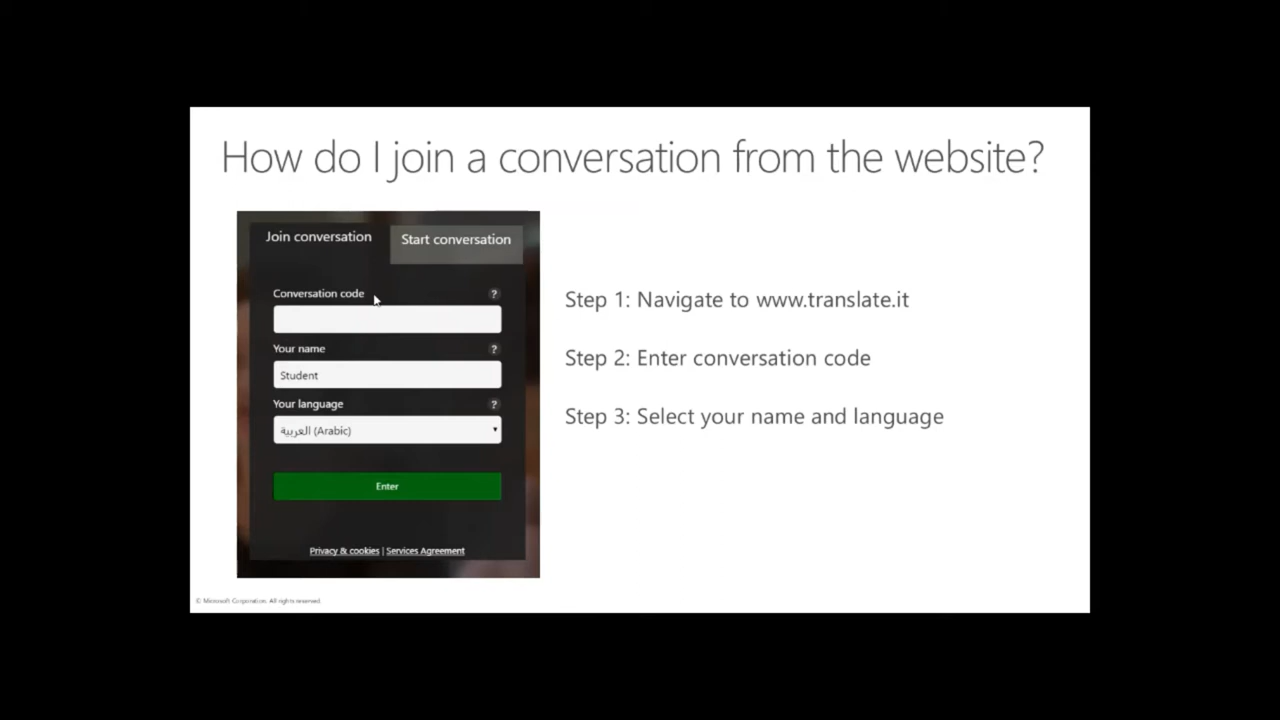 How do I join a conversation from the website?
Join conversation
Start conversation
Conversation code
?
Your name
?
Student
Your language
?
العربية (Arabic)
Enter
Privacy & cookies | Services Agreement
Step 1: Navigate to www.translate.it
Step 2: Enter conversation code
Step 3: Select your name and language
© Microsoft Corporation. All rights reserved.